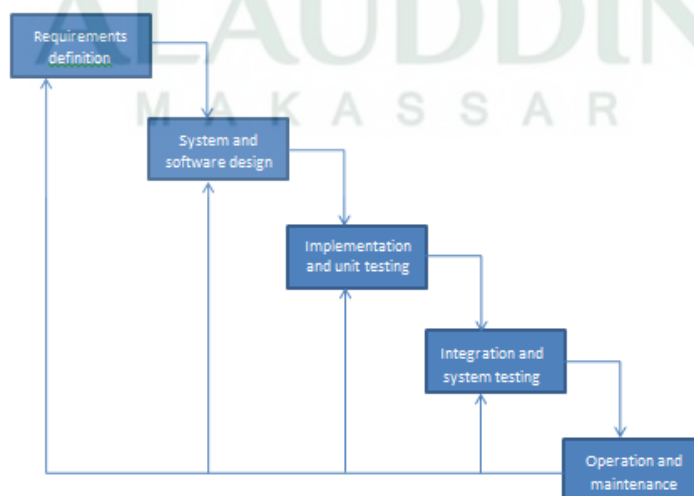 ALAUDDIN
MAKASSAR
Requirements
definition
System and
software design
Implementation
and unit testing
Integration and
system testing
Operation and
maintenance